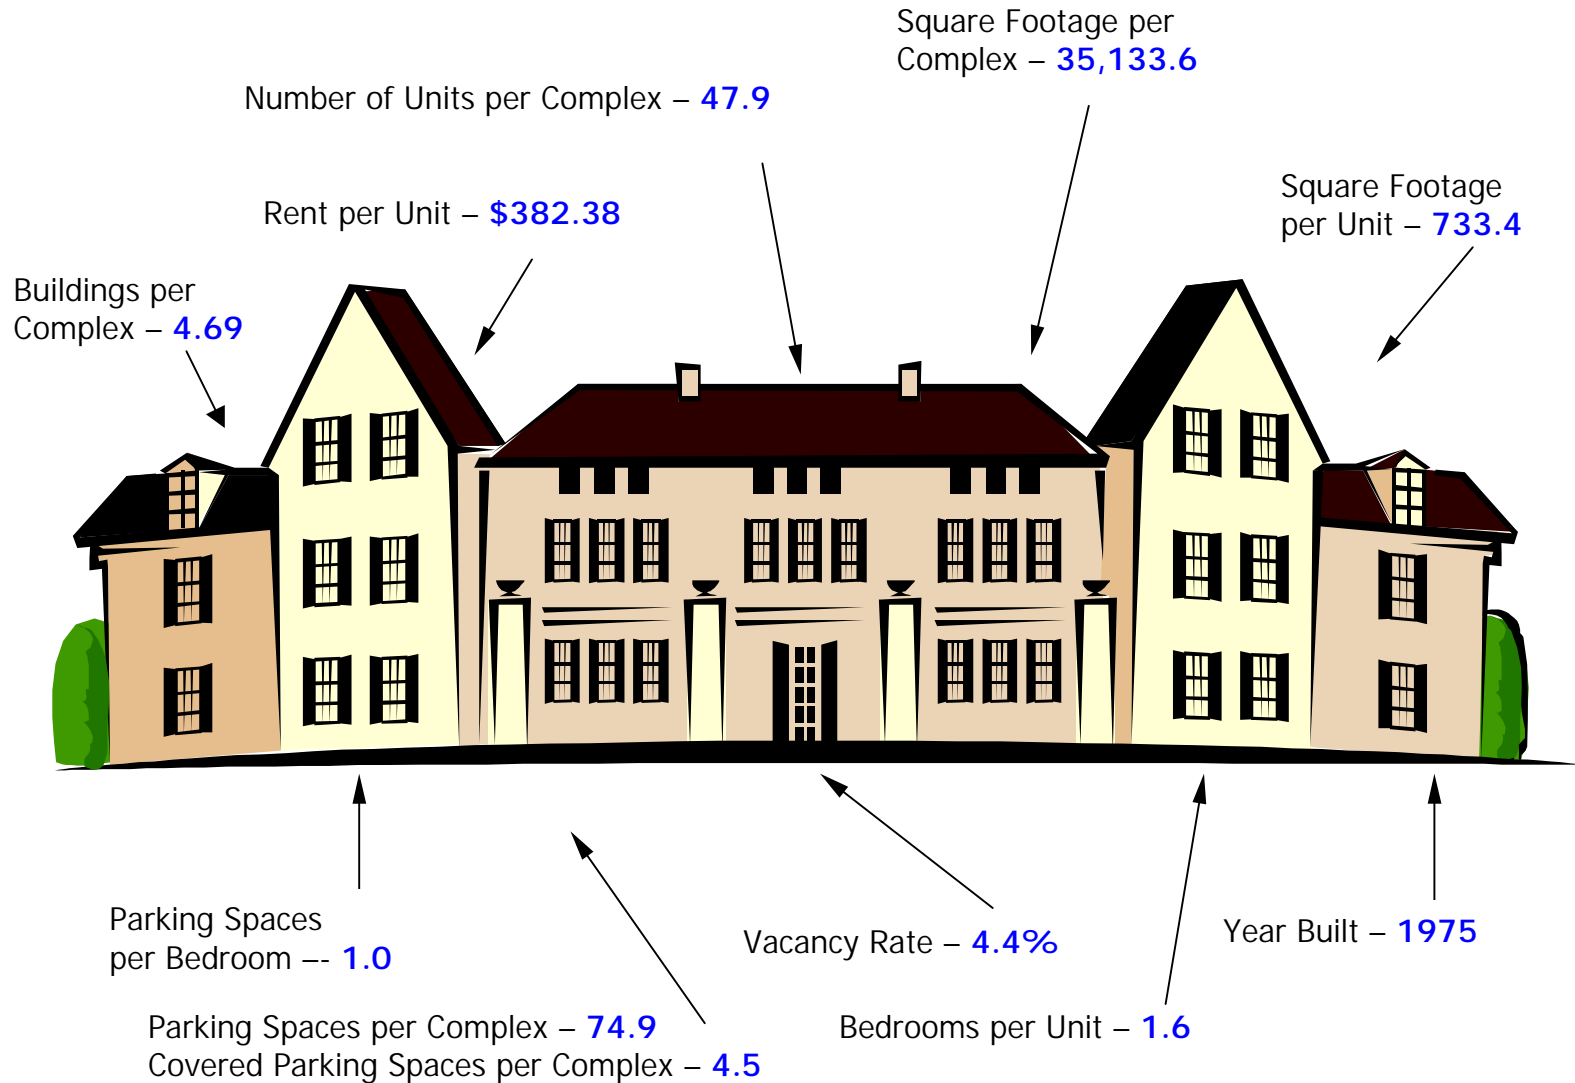 Square Footage per
Complex – 35,133.6
Number of Units per Complex – 47.9
Square Footage
per Unit – 733.4
Rent per Unit – $382.38
Buildings per
Complex – 4.69
Parking Spaces
per Bedroom –- 1.0
Vacancy Rate – 4.4%
Year Built – 1975
Parking Spaces per Complex – 74.9
Covered Parking Spaces per Complex – 4.5
Bedrooms per Unit – 1.6